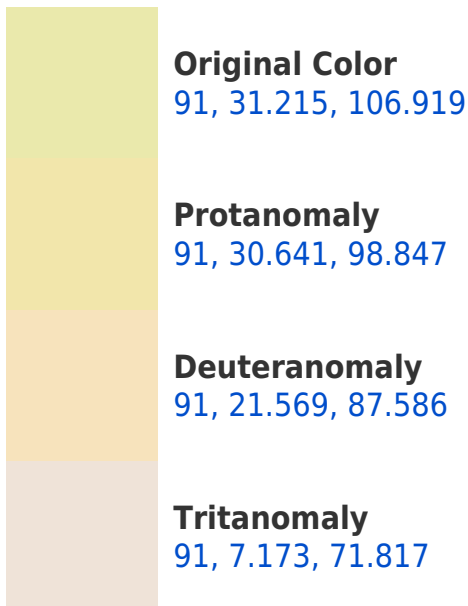 Original Color
91, 31.215, 106.919
Protanomaly
91, 30.641, 98.847
Deuteranomaly
91, 21.569, 87.586
Tritanomaly
91, 7.173, 71.817